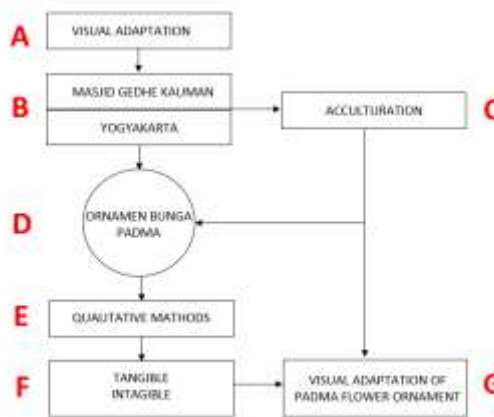 A
VISUAL ADAPTATION
B
MASJID GEDHE KAUMAN
YOGYAKARTA
ACCULTURATION
C
D
ORNAMEN BUNGA
PADMA
E
QUAUTATIVE MATHODS
F
TANGIBLE
INTAGIBLE
VISUAL ADAPTATION OF
PADMA FLOWER ORNAMENT
G